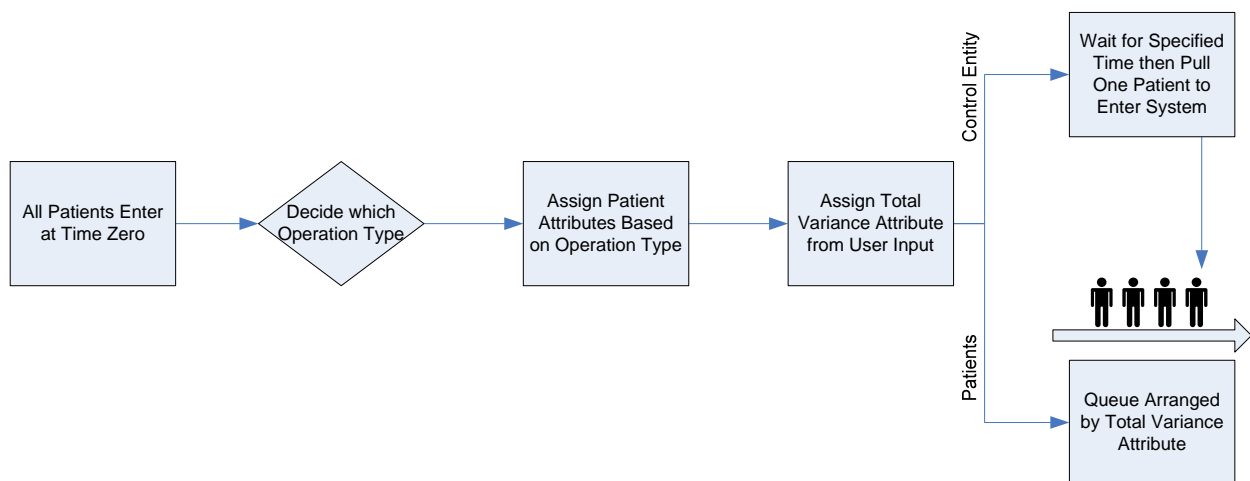 All Patients Enter
at Time Zero
Decide which
Operation Type
Assign Patient
Attributes Based
on Operation Type
Assign Total
Variance Attribute
from User Input
Control Entity
Wait for Specified
Time then Pull
One Patient to
Enter System
Patients
Queue Arranged
by Total Variance
Attribute